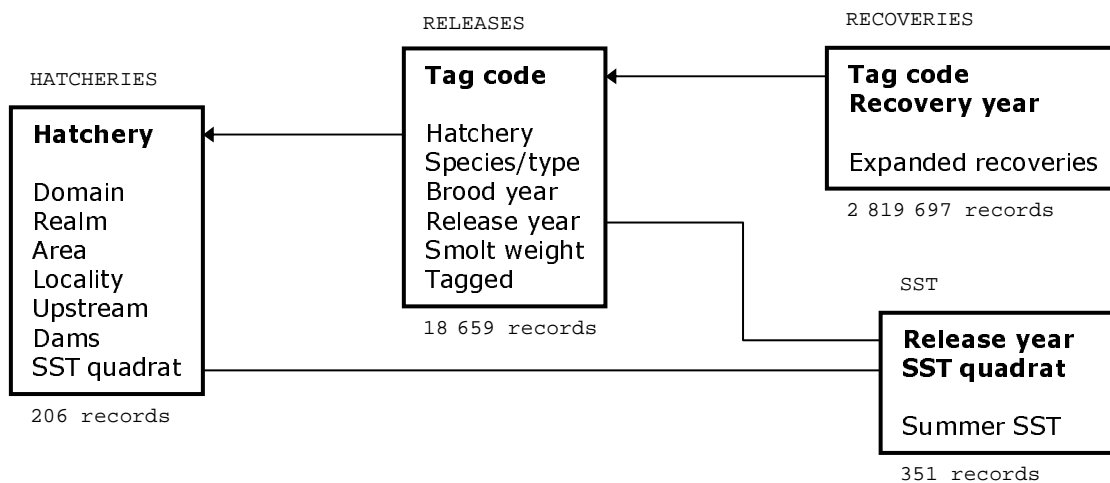 HATCHERIES
Hatchery
Domain
Realm
Area
Locality
Upstream
Dams
SST quadrat
206 records
RELEASES
Tag code
Hatchery
Species/type
Brood year
Release year
Smolt weight
Tagged
18 659 records
RECOVERIES
Tag code
Recovery year
Expanded recoveries
2 819 697 records
SST
Release year
SST quadrat
Summer SST
351 records